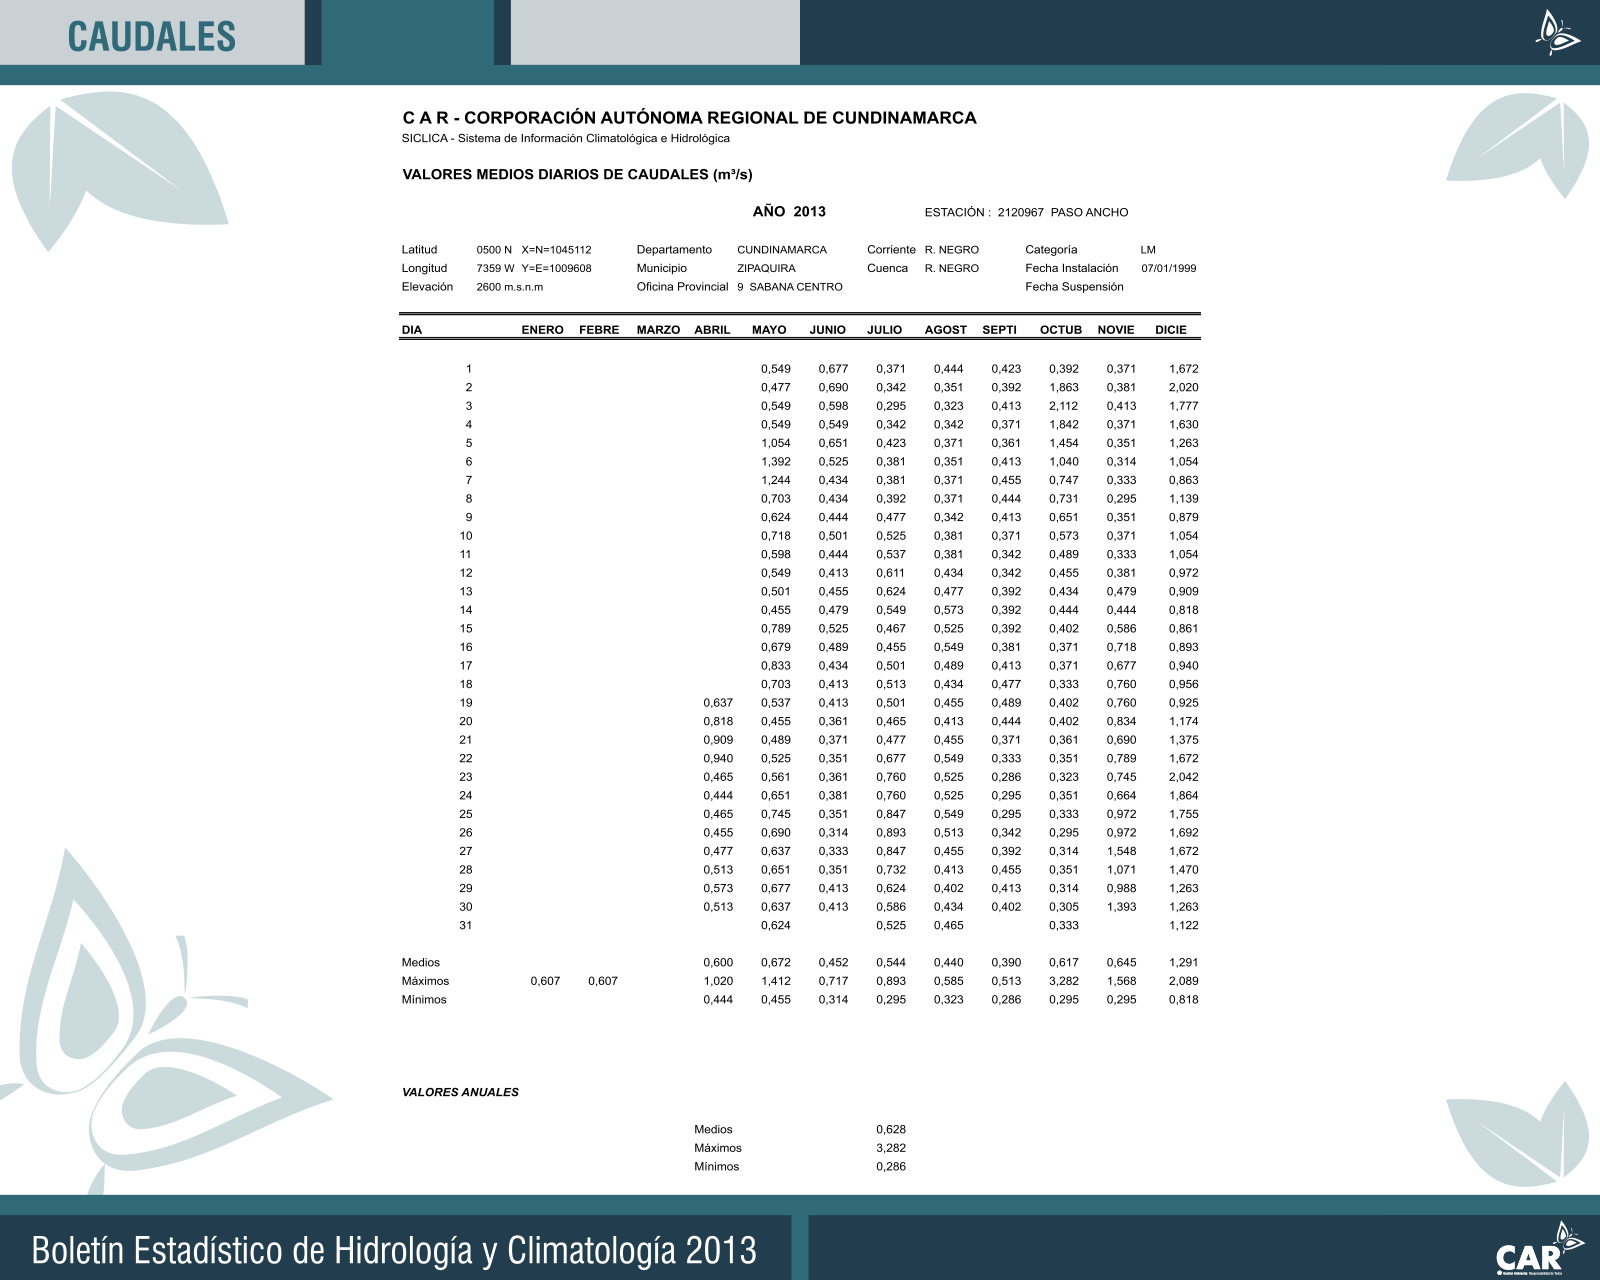 CAUDALES
C A R - CORPORACIÓN AUTÓNOMA REGIONAL DE CUNDINAMARCA
SICLICA - Sistema de Información Climatológica e Hidrológica
VALORES MEDIOS DIARIOS DE CAUDALES (m³/s)
AÑO 2013 ESTACIÓN : 2120967 PASO ANCHO
Latitud 0500 N X=N=1045112 Departamento CUNDINAMARCA Corriente R. NEGRO Categoría LM
Longitud 7359 W Y=E=1009608 Municipio ZIPAQUIRA Cuenca R. NEGRO Fecha Instalación 07/01/1999
Elevación 2600 m.s.n.m Oficina Provincial 9 SABANA CENTRO Fecha Suspensión
DIA ENERO FEBRE MARZO ABRIL MAYO JUNIO JULIO AGOST SEPTI OCTUB NOVIE DICIE
1 0,549 0,677 0,371 0,444 0,423 0,392 0,371 1,672
2 0,477 0,690 0,342 0,351 0,392 1,863 0,381 2,020
3 0,549 0,598 0,295 0,323 0,413 2,112 0,413 1,777
4 0,549 0,549 0,342 0,342 0,371 1,842 0,371 1,630
5 1,054 0,651 0,423 0,371 0,361 1,454 0,351 1,263
6 1,392 0,525 0,381 0,351 0,413 1,040 0,314 1,054
7 1,244 0,434 0,381 0,371 0,455 0,747 0,333 0,863
8 0,703 0,434 0,392 0,371 0,444 0,731 0,295 1,139
9 0,624 0,444 0,477 0,342 0,413 0,651 0,351 0,879
10 0,718 0,501 0,525 0,381 0,371 0,573 0,371 1,054
11 0,598 0,444 0,537 0,381 0,342 0,489 0,333 1,054
12 0,549 0,413 0,611 0,434 0,342 0,455 0,381 0,972
13 0,501 0,455 0,624 0,477 0,392 0,434 0,479 0,909
14 0,455 0,479 0,549 0,573 0,392 0,444 0,444 0,818
15 0,789 0,525 0,467 0,525 0,392 0,402 0,586 0,861
16 0,679 0,489 0,455 0,549 0,381 0,371 0,718 0,893
17 0,833 0,434 0,501 0,489 0,413 0,371 0,677 0,940
18 0,703 0,413 0,513 0,434 0,477 0,333 0,760 0,956
19 0,637 0,537 0,413 0,501 0,455 0,489 0,402 0,760 0,925
20 0,818 0,455 0,361 0,465 0,413 0,444 0,402 0,834 1,174
21 0,909 0,489 0,371 0,477 0,455 0,371 0,361 0,690 1,375
22 0,940 0,525 0,351 0,677 0,549 0,333 0,351 0,789 1,672
23 0,465 0,561 0,361 0,760 0,525 0,286 0,323 0,745 2,042
24 0,444 0,651 0,381 0,760 0,525 0,295 0,351 0,664 1,864
25 0,465 0,745 0,351 0,847 0,549 0,295 0,333 0,972 1,755
26 0,455 0,690 0,314 0,893 0,513 0,342 0,295 0,972 1,692
27 0,477 0,637 0,333 0,847 0,455 0,392 0,314 1,548 1,672
28 0,513 0,651 0,351 0,732 0,413 0,455 0,351 1,071 1,470
29 0,573 0,677 0,413 0,624 0,402 0,413 0,314 0,988 1,263
30 0,513 0,637 0,413 0,586 0,434 0,402 0,305 1,393 1,263
31 0,624 0,525 0,465 0,333 1,122
Medios 0,600 0,672 0,452 0,544 0,440 0,390 0,617 0,645 1,291
Máximos 0,607 0,607 1,020 1,412 0,717 0,893 0,585 0,513 3,282 1,568 2,089
Mínimos 0,444 0,455 0,314 0,295 0,323 0,286 0,295 0,295 0,818
VALORES ANUALES
Medios 0,628
Máximos 3,282
Mínimos 0,286
Boletín Estadístico de Hidrología y Climatología 2013
CAR